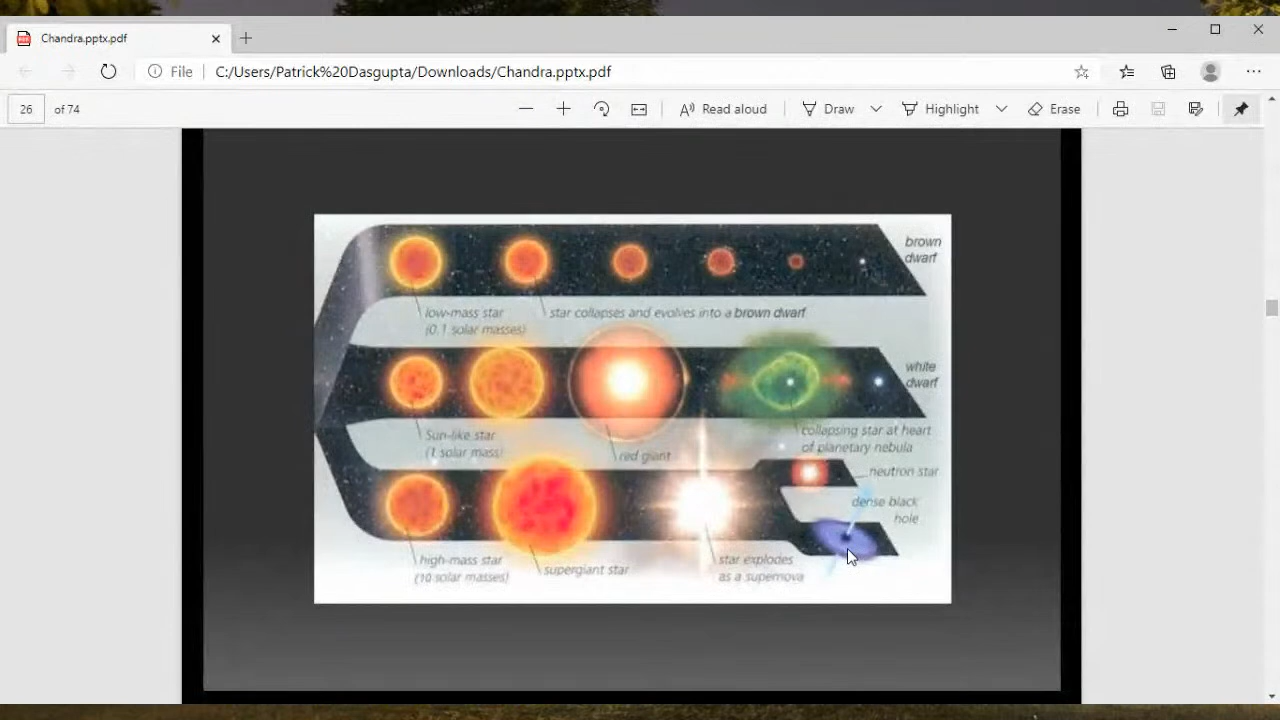 Chandra.pptx.pdf
File
C:/Users/Patrick%20Dasgupta/Downloads/Chandra.pptx.pdf
26 of 74
Read aloud
Draw
Highlight
Erase
brown
dwarf
low-mass star
(0.1 solar masses)
star collapses and evolves into a brown dwarf
white
dwarf
Sun-like star
(1 solar mass)
red giant
collapsing star at heart
of planetary nebula
neutron star
dense black
hole
high-mass star
(10 solar masses)
supergiant star
star explodes
as a supernova